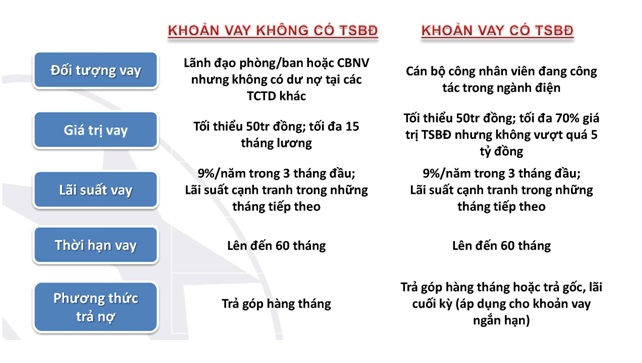 KHOẢN VAY KHÔNG CÓ TSBĐ
KHOẢN VAY CÓ TSBĐ
Đối tượng vay
Lãnh đạo phòng/ban hoặc CBNV
nhưng không có dư nợ tại các
TCTD khác
Cán bộ công nhân viên đang công
tác trong ngành điện
Giá trị vay
Tối thiểu 50tr đồng; tối đa 15
tháng lương
Tối thiểu 50tr đồng; tối đa 70% giá
trị TSBĐ nhưng không vượt quá 5
tỷ đồng
Lãi suất vay
9%/năm trong 3 tháng đầu;
Lãi suất cạnh tranh trong những
tháng tiếp theo
9%/năm trong 3 tháng đầu;
Lãi suất cạnh tranh trong những
tháng tiếp theo
Thời hạn vay
Lên đến 60 tháng
Lên đến 60 tháng
Phương thức
trả nợ
Trả góp hàng tháng
Trả góp hàng tháng hoặc trả gốc, lãi
cuối kỳ (áp dụng cho khoản vay
ngắn hạn)